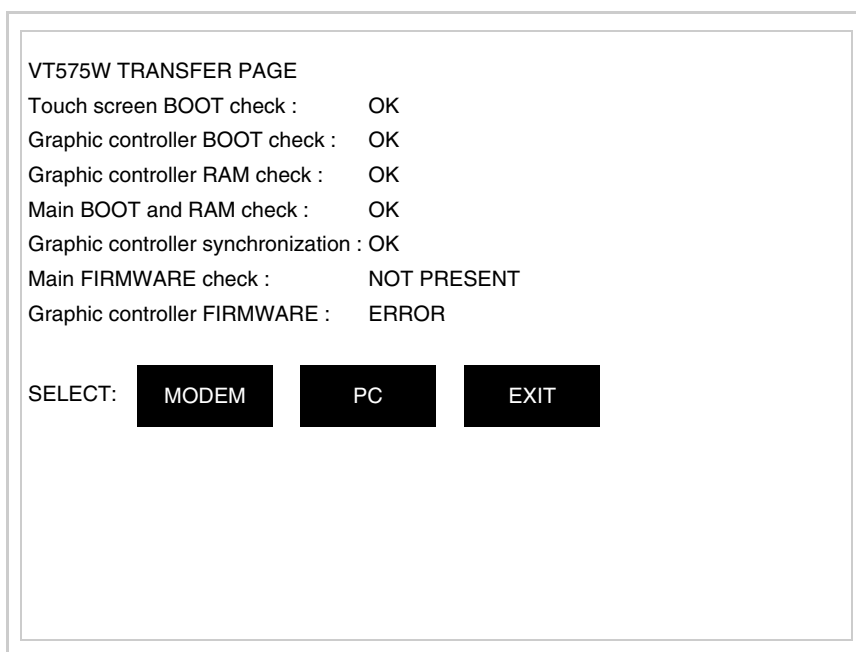 VT575W TRANSFER PAGE
Touch screen BOOT check : OK
Graphic controller BOOT check : OK
Graphic controller RAM check : OK
Main BOOT and RAM check : OK
Graphic controller synchronization : OK
Main FIRMWARE check : NOT PRESENT
Graphic controller FIRMWARE : ERROR
SELECT: MODEM PC EXIT